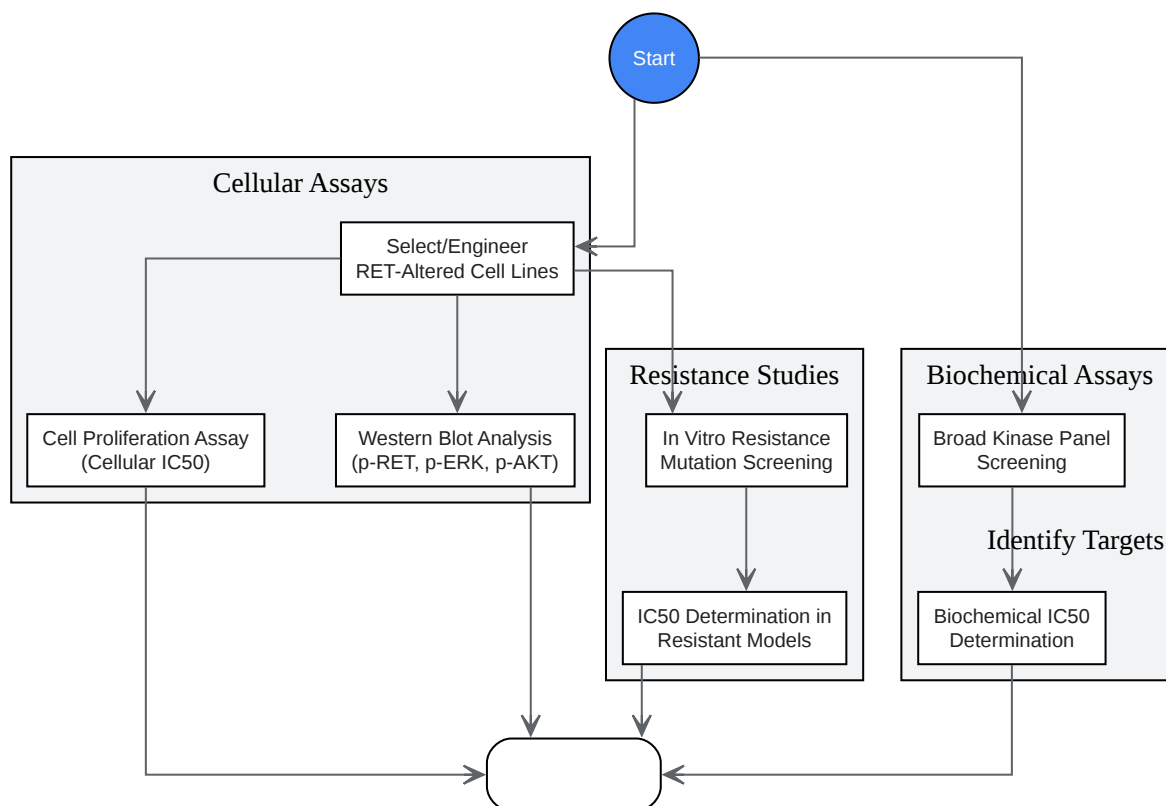 Start
Cellular Assays
Select/Engineer
RET-Altered Cell Lines
Cell Proliferation Assay
(Cellular IC50)
Western Blot Analysis
(p-RET, p-ERK, p-AKT)
Resistance Studies
In Vitro Resistance
Mutation Screening
IC50 Determination in
Resistant Models
Biochemical Assays
Broad Kinase Panel
Screening
Identify Targets
Biochemical IC50
Determination